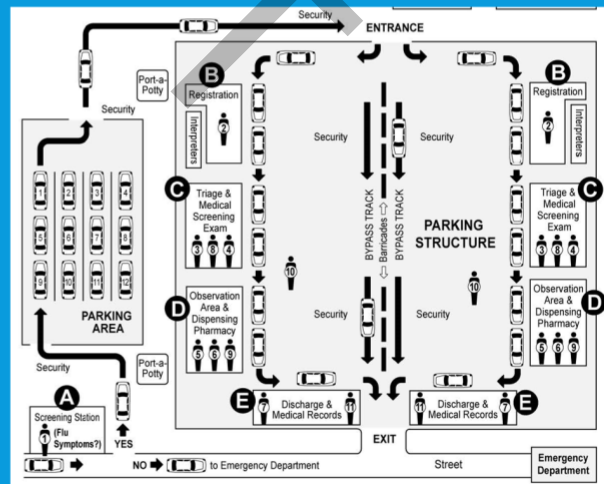 ENTRANCE
Security
Port-a-
Potty
Security
B
Registration
2
Interpreters
Security
Security
B
Registration
2
Interpreters
1
2
3
4
5
6
7
8
9
10
11
12
PARKING
AREA
C
Triage &
Medical
Screening
Exam
3
8
4
BYPASS TRACK
Barricades
BYPASS TRACK
PARKING
STRUCTURE
C
Triage &
Medical
Screening
Exam
3
8
4
10
10
D
Observation
Area &
Dispensing
Pharmacy
5
6
9
Security
Security
D
Observation
Area &
Dispensing
Pharmacy
5
6
9
Security
Port-a-
Potty
A
Screening Station
1
(Flu
Symptoms?)
YES
E
7
Discharge &
Medical Records
11
11
Discharge &
Medical Records
7
E
EXIT
NO
to Emergency Department
Street
Emergency
Department